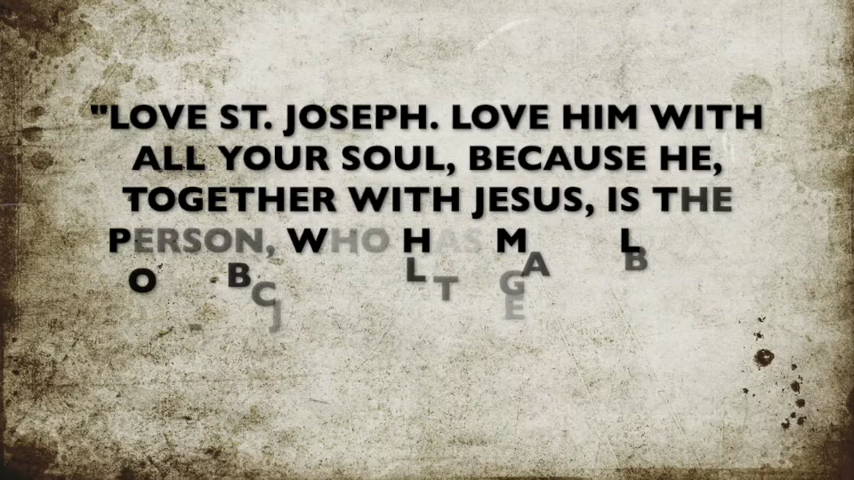 "LOVE ST. JOSEPH. LOVE HIM WITH
ALL YOUR SOUL, BECAUSE HE,
TOGETHER WITH JESUS, IS THE
PERSON, WHO HAS